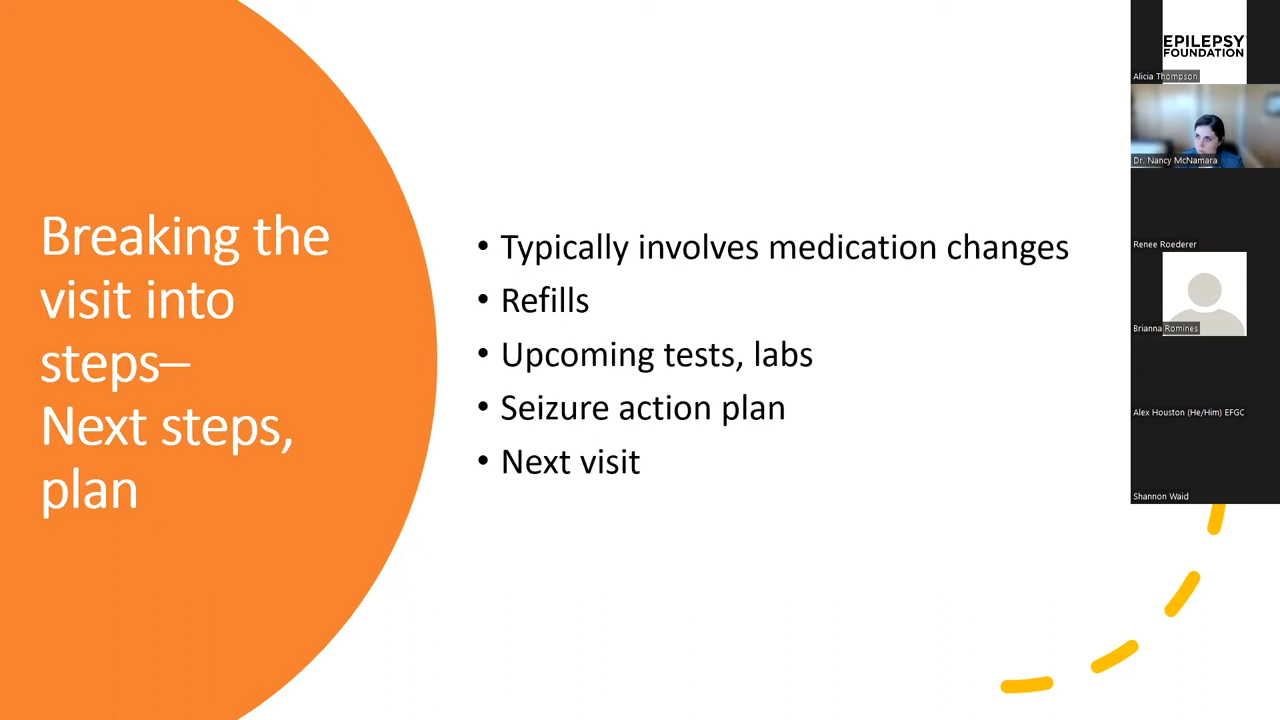 Breaking the
visit into
steps–
Next steps,
plan
• Typically involves medication changes
• Refills
• Upcoming tests, labs
• Seizure action plan
• Next visit
EPILEPSY
FOUNDATION
Alicia Thompson
Dr. Nancy McNamara
Renee Roederer
Brianna Romines
Alex Houston (He/Him) EFGC
Shannon Waid